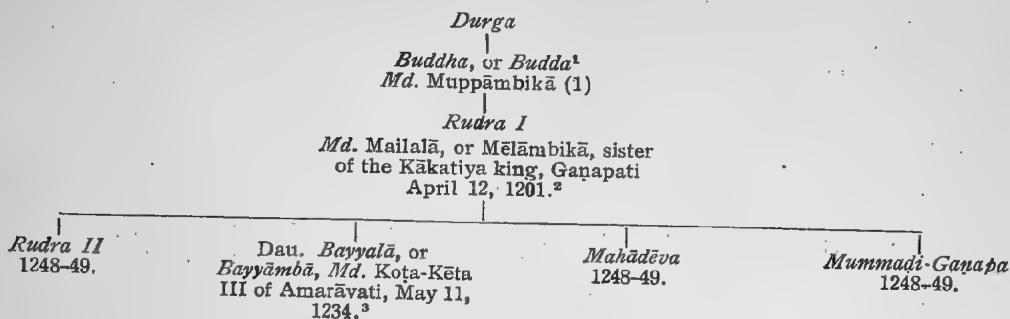 Durga
Buddha, or Budda¹
Md. Muppāmbikā (1)
Rudra I
Md. Mailalā, or Mēlāmbikā, sister
of the Kākatiya king, Gaṇapati
April 12, 1201.²
Rudra II
1248–49.
Dau. Bayyalā, or
Bayyāmbā, Md. Koṭa-Kēta
III of Amarāvati, May 11,
1234.³
Mahādēva
1248–49.
Mummaḍi-Gaṇapa
1248–49.